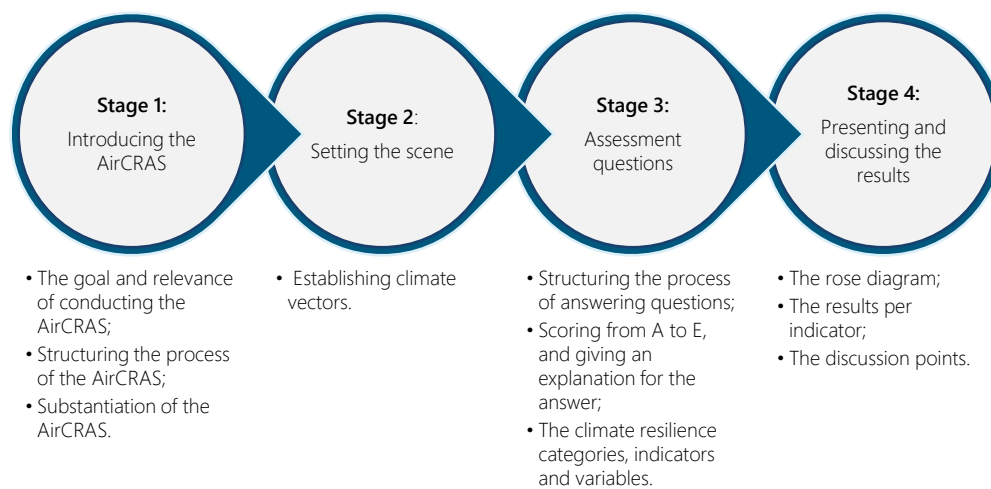 Stage 1:
Introducing the
AirCRAS
Stage 2:
Setting the scene
Stage 3:
Assessment
questions
Stage 4:
Presenting and
discussing the
results
• The goal and relevance
of conducting the
AirCRAS;
• Structuring the process
of the AirCRAS;
• Substantiation of the
AirCRAS.
• Establishing climate
vectors.
• Structuring the process
of answering questions;
• Scoring from A to E,
and giving an
explanation for the
answer;
• The climate resilience
categories, indicators
and variables.
• The rose diagram;
• The results per
indicator;
• The discussion points.